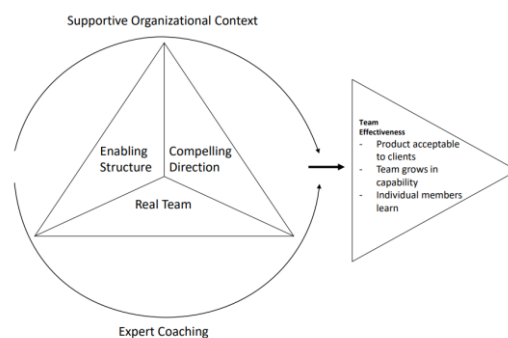 Supportive Organizational Context
Enabling
Structure
Compelling
Direction
Real Team
Expert Coaching
Team
Effectiveness
- Product acceptable
to clients
- Team grows in
capability
- Individual members
learn